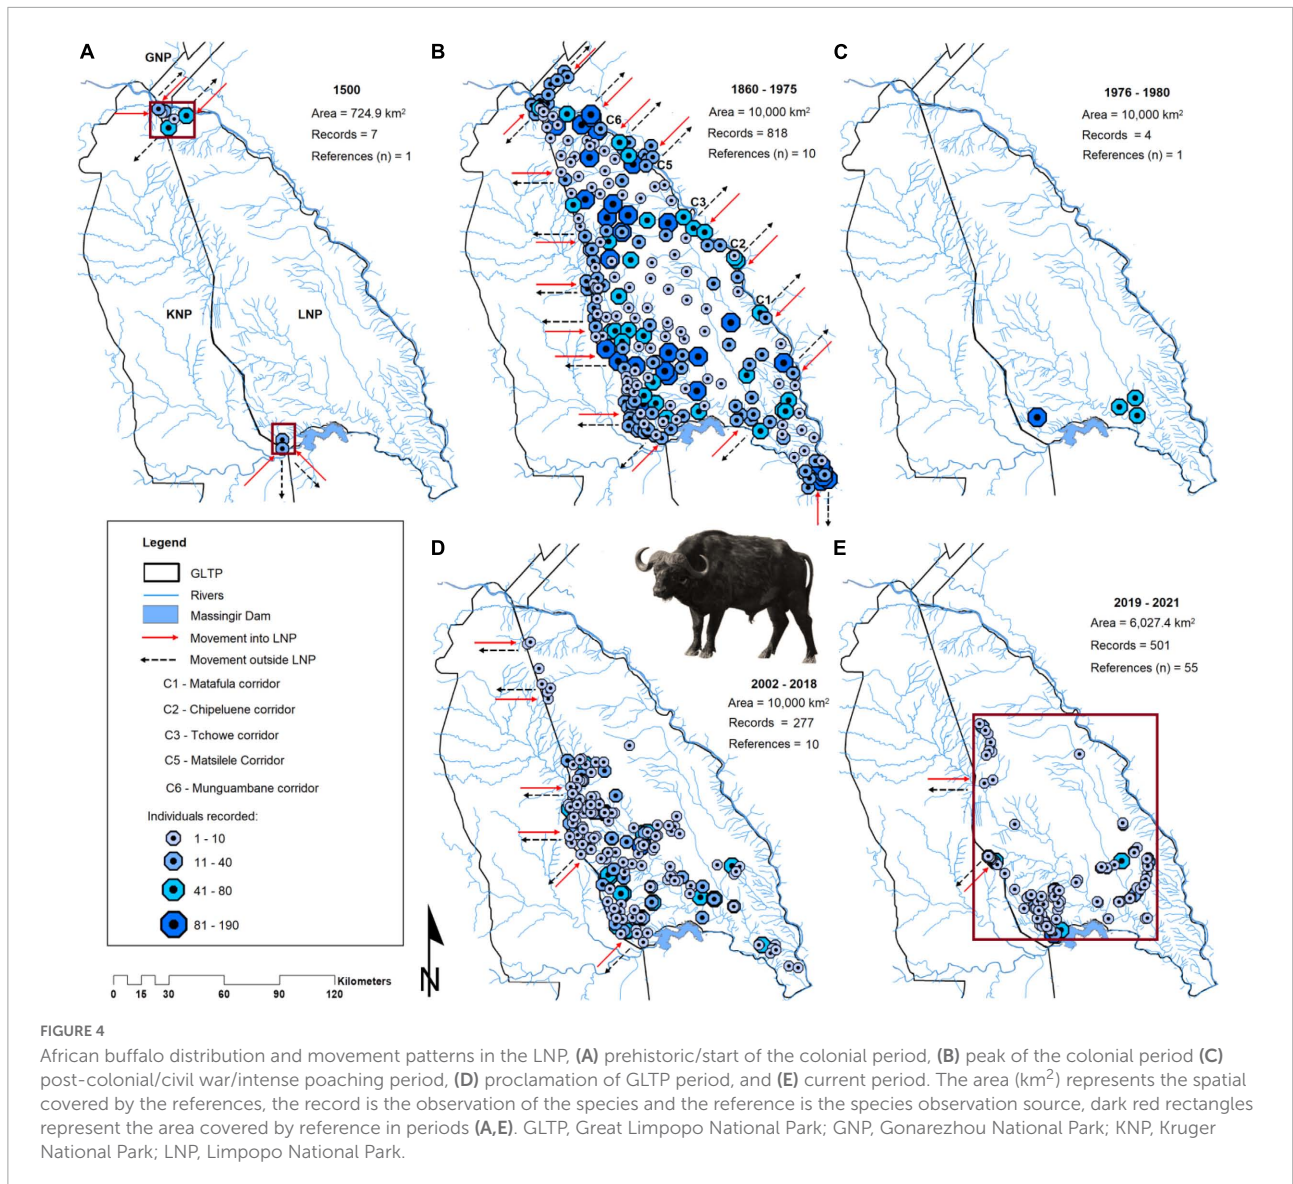 A
GNP
1500
Area = 724.9 km²
Records = 7
References (n) = 1
KNP
LNP
B
1860 - 1975
Area = 10,000 km²
Records = 818
References (n) = 10
C6
C5
C3
C2
C1
C
1976 - 1980
Area = 10,000 km²
Records = 4
References (n) = 1
Legend
GLTP
Rivers
Massingir Dam
Movement into LNP
Movement outside LNP
C1 - Matafula corridor
C2 - Chipeluene corridor
C3 - Tchowe corridor
C5 - Matsilele Corridor
C6 - Munguambane corridor
Individuals recorded:
1 - 10
11 - 40
41 - 80
81 - 190
Kilometers
0 15 30 60 90 120
N
D
2002 - 2018
Area = 10,000 km²
Records = 277
References = 10
E
2019 - 2021
Area = 6,027.4 km²
Records = 501
References (n) = 55
FIGURE 4
African buffalo distribution and movement patterns in the LNP, (A) prehistoric/start of the colonial period, (B) peak of the colonial period (C)
post-colonial/civil war/intense poaching period, (D) proclamation of GLTP period, and (E) current period. The area (km²) represents the spatial
covered by the references, the record is the observation of the species and the reference is the species observation source, dark red rectangles
represent the area covered by reference in periods (A,E). GLTP, Great Limpopo National Park; GNP, Gonarezhou National Park; KNP, Kruger
National Park; LNP, Limpopo National Park.